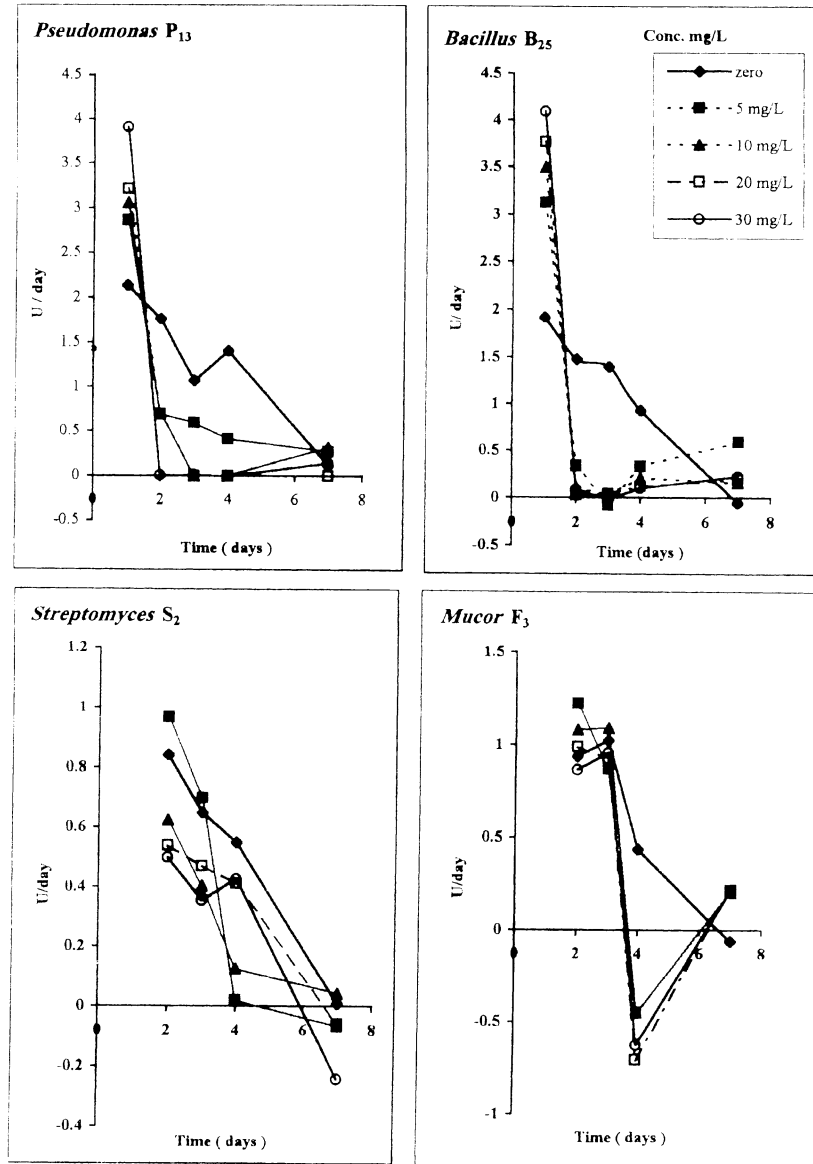 Pseudomonas P13
4.5
4
3.5
3
2.5
2
1.5
1
0.5
0
-0.5
U / day
0 2 4 6 8
Time ( days )
Bacillus B25
Conc. mg/L
zero
5 mg/L
10 mg/L
20 mg/L
30 mg/L
4.5
4
3.5
3
2.5
2
1.5
1
0.5
0
-0.5
U/ day
0 2 4 6 8
Time (days )
Streptomyces S2
1.2
1
0.8
0.6
0.4
0.2
0
-0.2
-0.4
U/day
0 2 4 6 8
Time ( days )
Mucor F3
1.5
1
0.5
0
-0.5
-1
U/day
0 2 4 6 8
Time ( days )